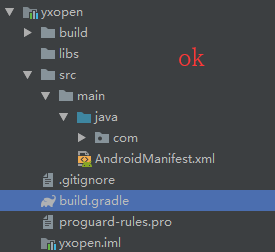 yxopen
build
libs
ok
src
main
java
com
AndroidManifest.xml
.gitignore
build.gradle
proguard-rules.pro
yxopen.iml